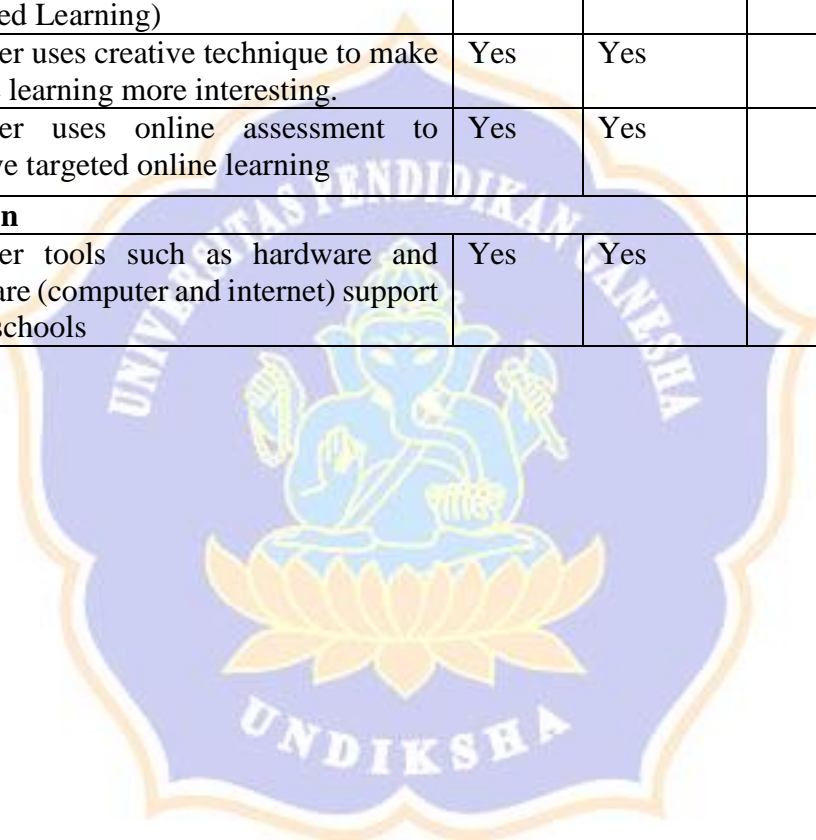 ed Learning)
er uses creative technique to make Yes Yes
learning more interesting.
er uses online assessment to Yes Yes
ve targeted online learning
n
er tools such as hardware and Yes Yes
are (computer and internet) support
schools
UNIVERSITAS PENDIDIKAN GANESHA
UNDIKSHA